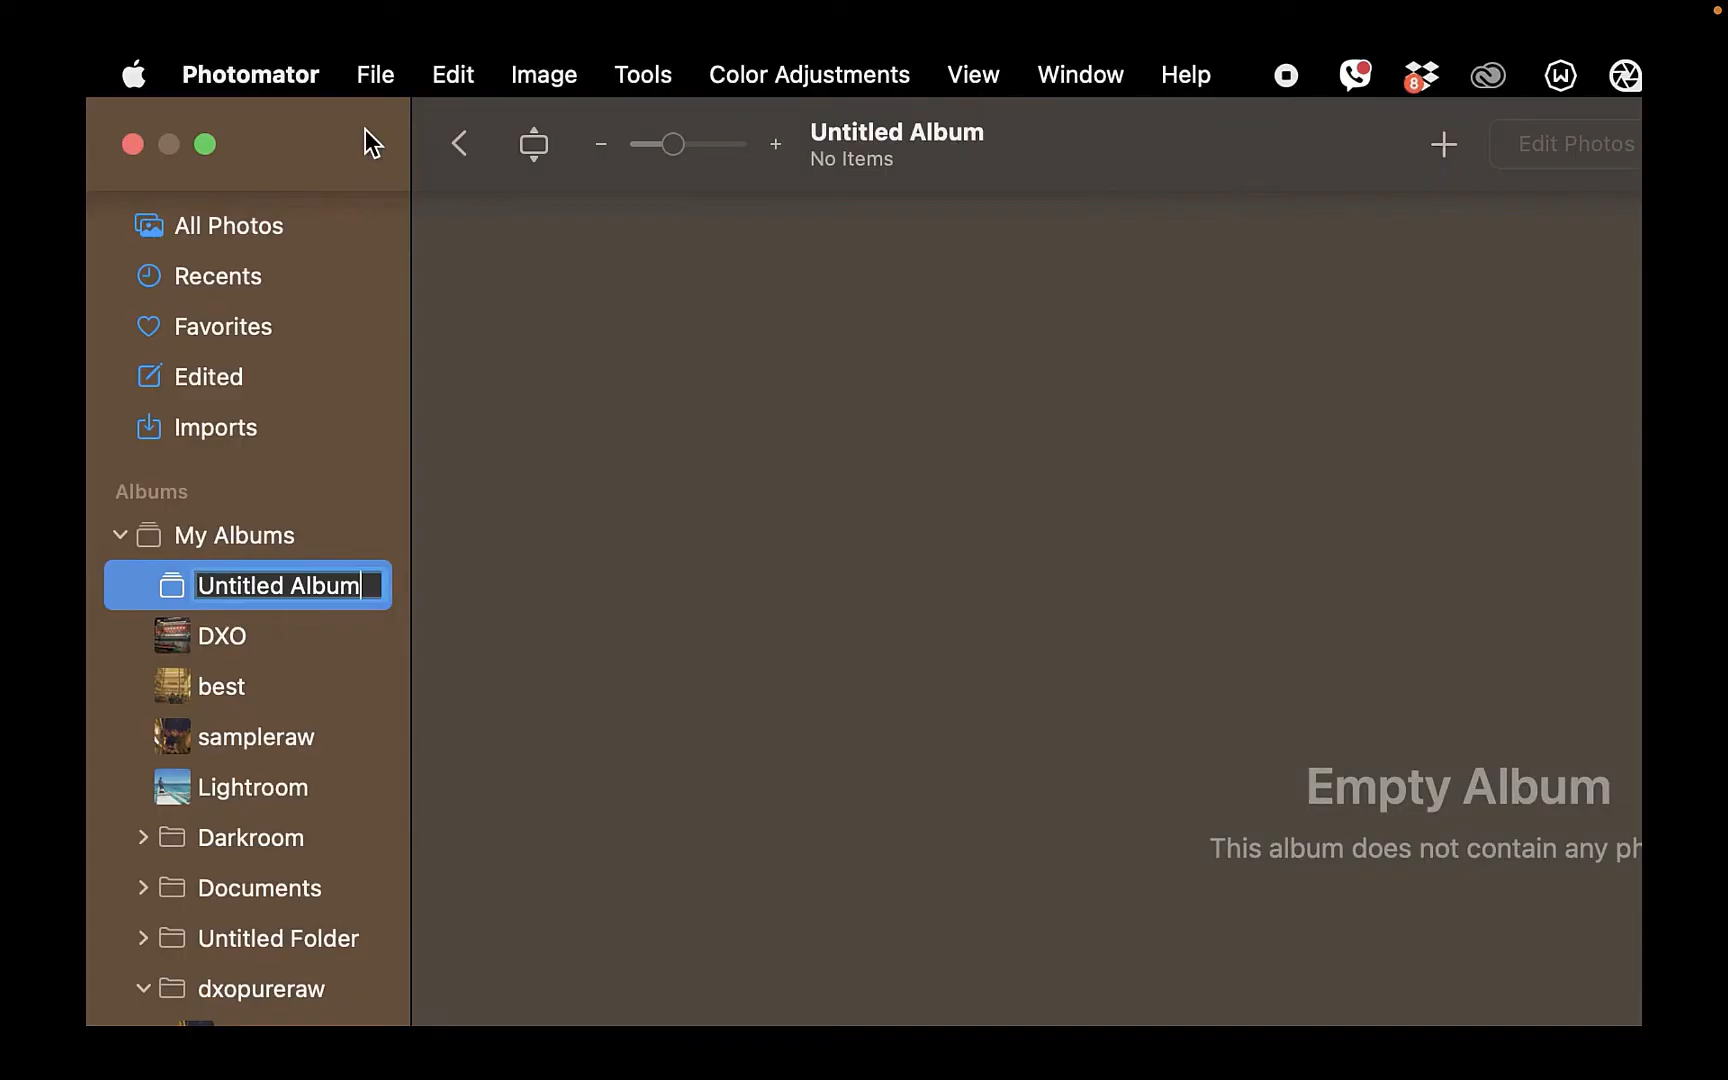 Photomator File Edit Image Tools Color Adjustments View Window Help
8
W
Untitled Album
No Items
Edit Photos
All Photos
Recents
Favorites
Edited
Imports
Albums
My Albums
Untitled Album
DXO
best
sampleraw
Lightroom
Darkroom
Documents
Untitled Folder
dxopureraw
Empty Album
This album does not contain any ph